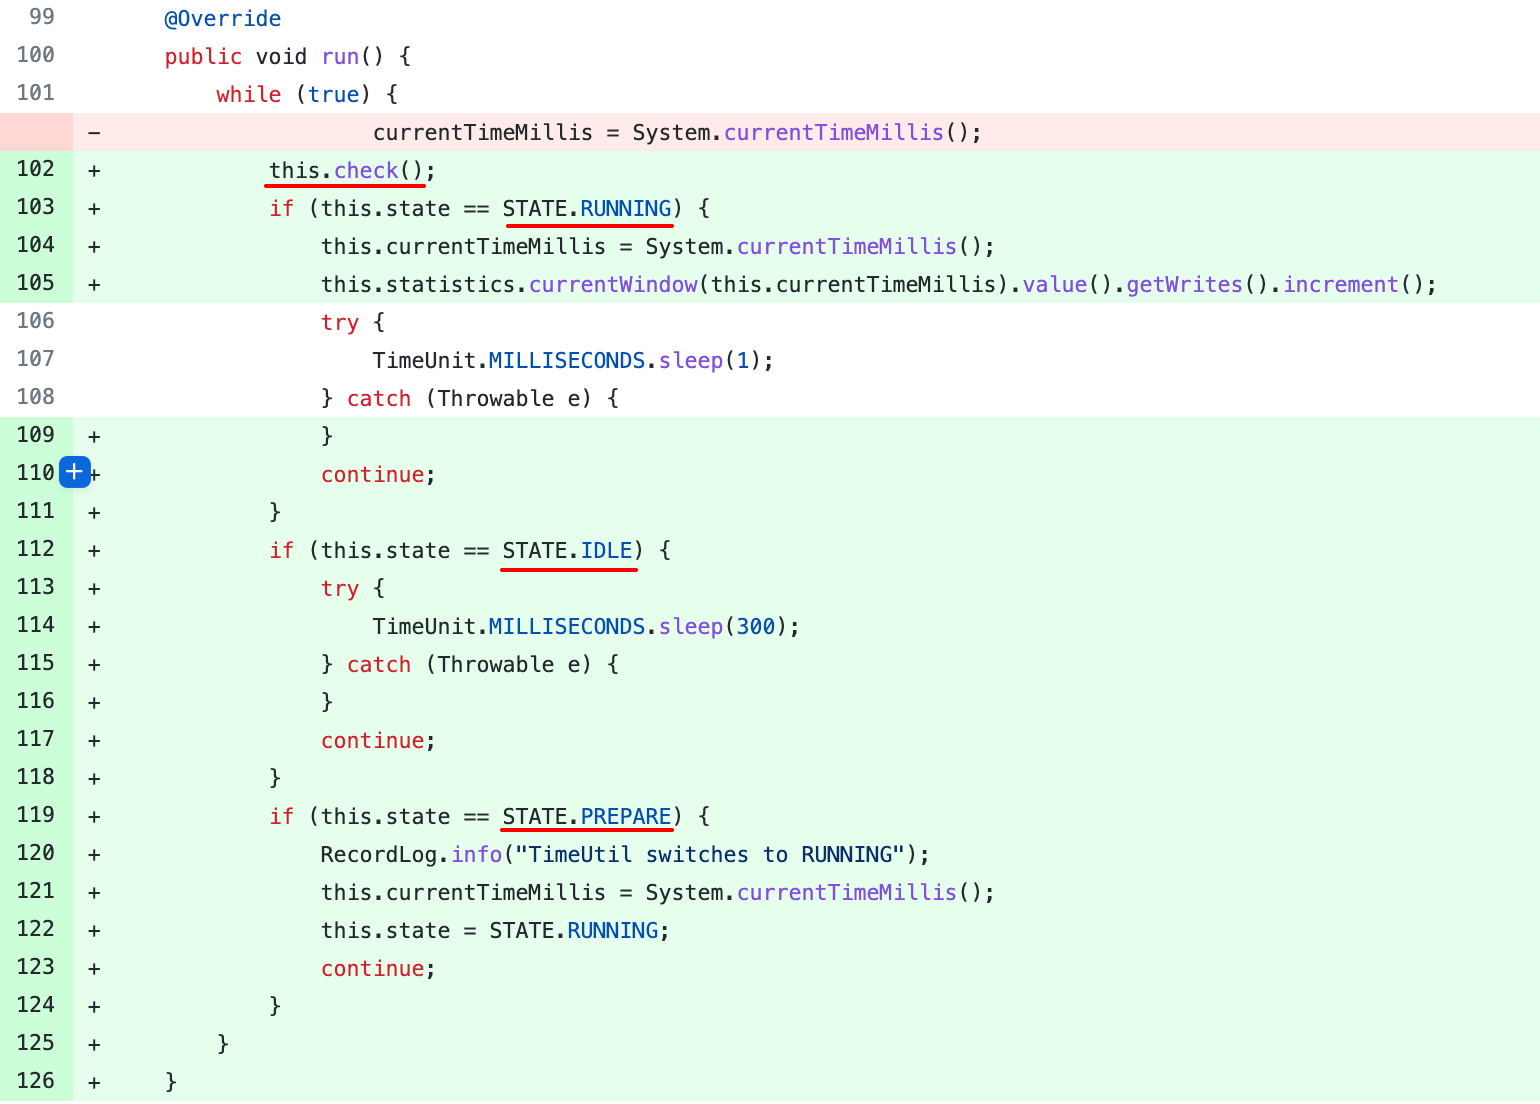 99 @Override
100 public void run() {
101 while (true) {
- currentTimeMillis = System.currentTimeMillis();
102 + this.check();
103 + if (this.state == STATE.RUNNING) {
104 + this.currentTimeMillis = System.currentTimeMillis();
105 + this.statistics.currentWindow(this.currentTimeMillis).value().getWrites().increment();
106 try {
107 TimeUnit.MILLISECONDS.sleep(1);
108 } catch (Throwable e) {
109 + }
110 + continue;
111 + }
112 + if (this.state == STATE.IDLE) {
113 + try {
114 + TimeUnit.MILLISECONDS.sleep(300);
115 + } catch (Throwable e) {
116 + }
117 + continue;
118 + }
119 + if (this.state == STATE.PREPARE) {
120 + RecordLog.info("TimeUtil switches to RUNNING");
121 + this.currentTimeMillis = System.currentTimeMillis();
122 + this.state = STATE.RUNNING;
123 + continue;
124 + }
125 + }
126 + }